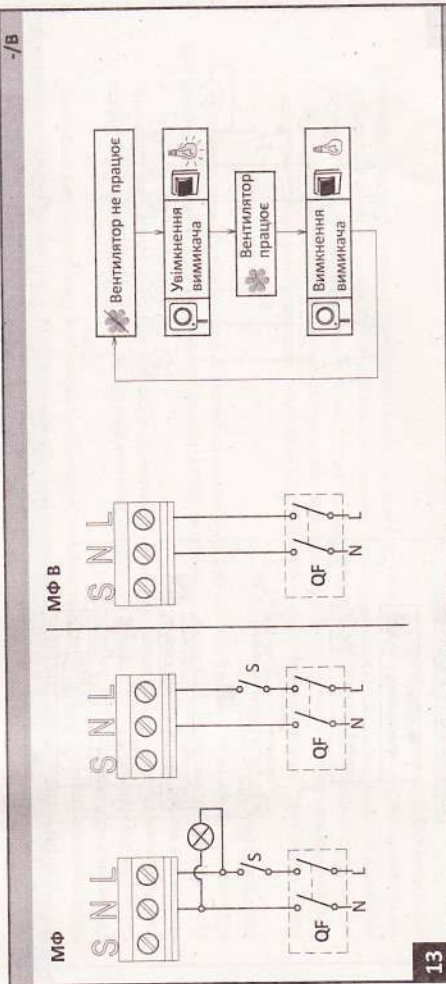 -/В
МФ
S N L
S
QF
N L
S N L
S
QF
N L
МФ В
S N L
QF
N L
Вентилятор не працює
Увімкнення
вимикача
Вентилятор
працює
Вимкнення
вимикача
13